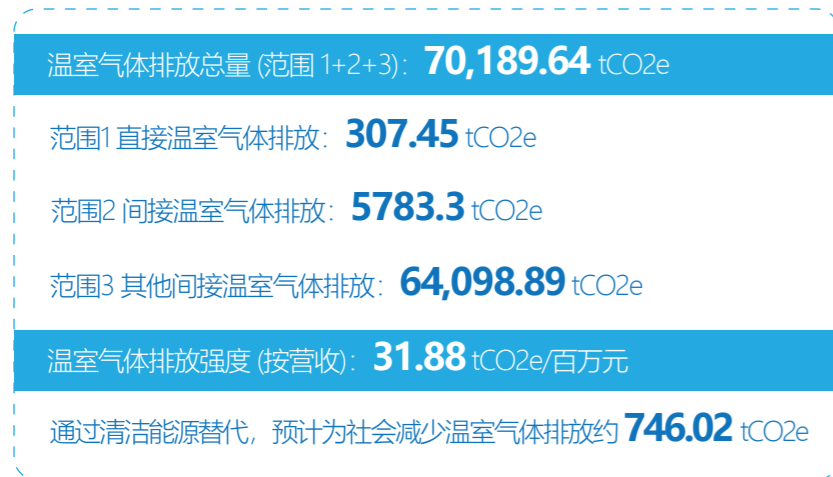 温室气体排放总量 (范围 1+2+3)：70,189.64 tCO2e
范围1 直接温室气体排放：307.45 tCO2e
范围2 间接温室气体排放：5783.3 tCO2e
范围3 其他间接温室气体排放：64,098.89 tCO2e
温室气体排放强度 (按营收)：31.88 tCO2e/百万元
通过清洁能源替代，预计为社会减少温室气体排放约 746.02 tCO2e